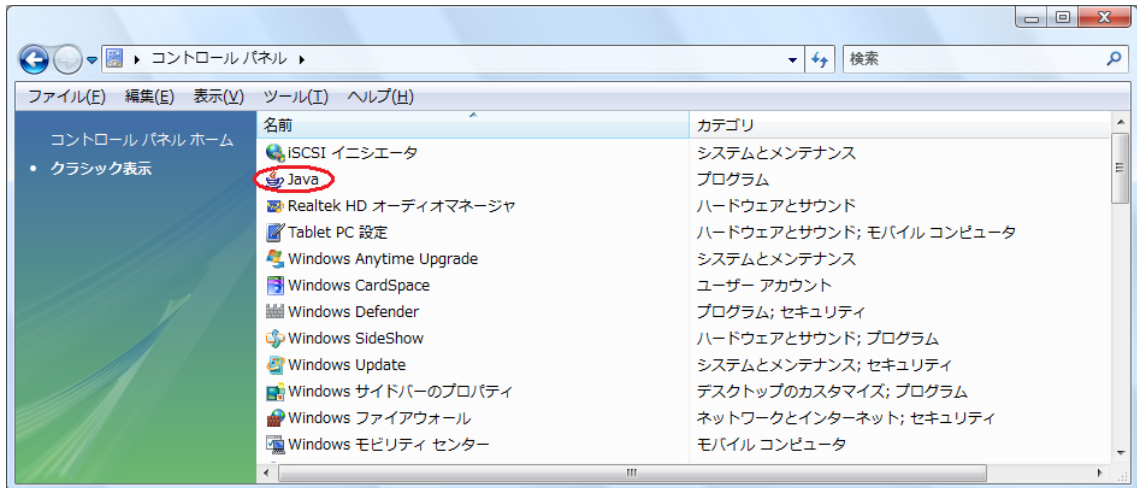 コントロール パネル
検索
ファイル(F) 編集(E) 表示(V) ツール(T) ヘルプ(H)
コントロール パネル ホーム
• クラシック表示
名前 カテゴリ
iSCSI イニシエータ システムとメンテナンス
Java プログラム
Realtek HD オーディオマネージャ ハードウェアとサウンド
Tablet PC 設定 ハードウェアとサウンド; モバイル コンピュータ
Windows Anytime Upgrade システムとメンテナンス
Windows CardSpace ユーザー アカウント
Windows Defender プログラム; セキュリティ
Windows SideShow ハードウェアとサウンド; プログラム
Windows Update システムとメンテナンス; セキュリティ
Windows サイドバーのプロパティ デスクトップのカスタマイズ; プログラム
Windows ファイアウォール ネットワークとインターネット; セキュリティ
Windows モビリティ センター モバイル コンピュータ